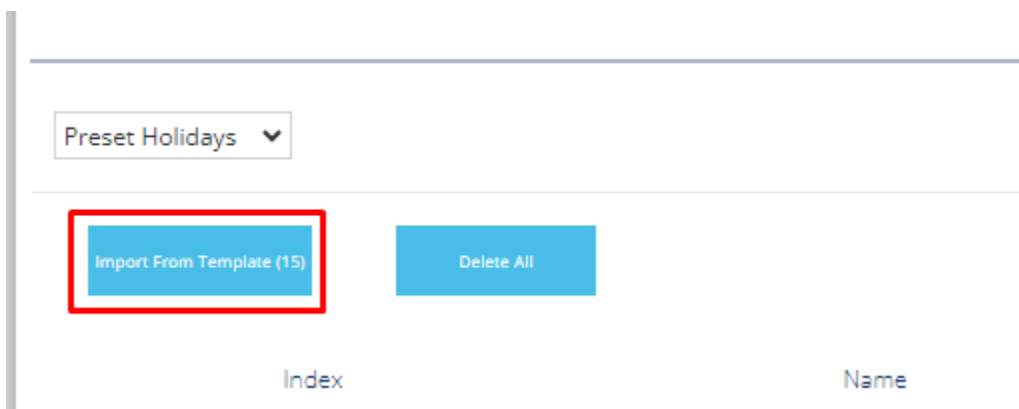 Preset Holidays
Import From Template (15) Delete All
Index Name